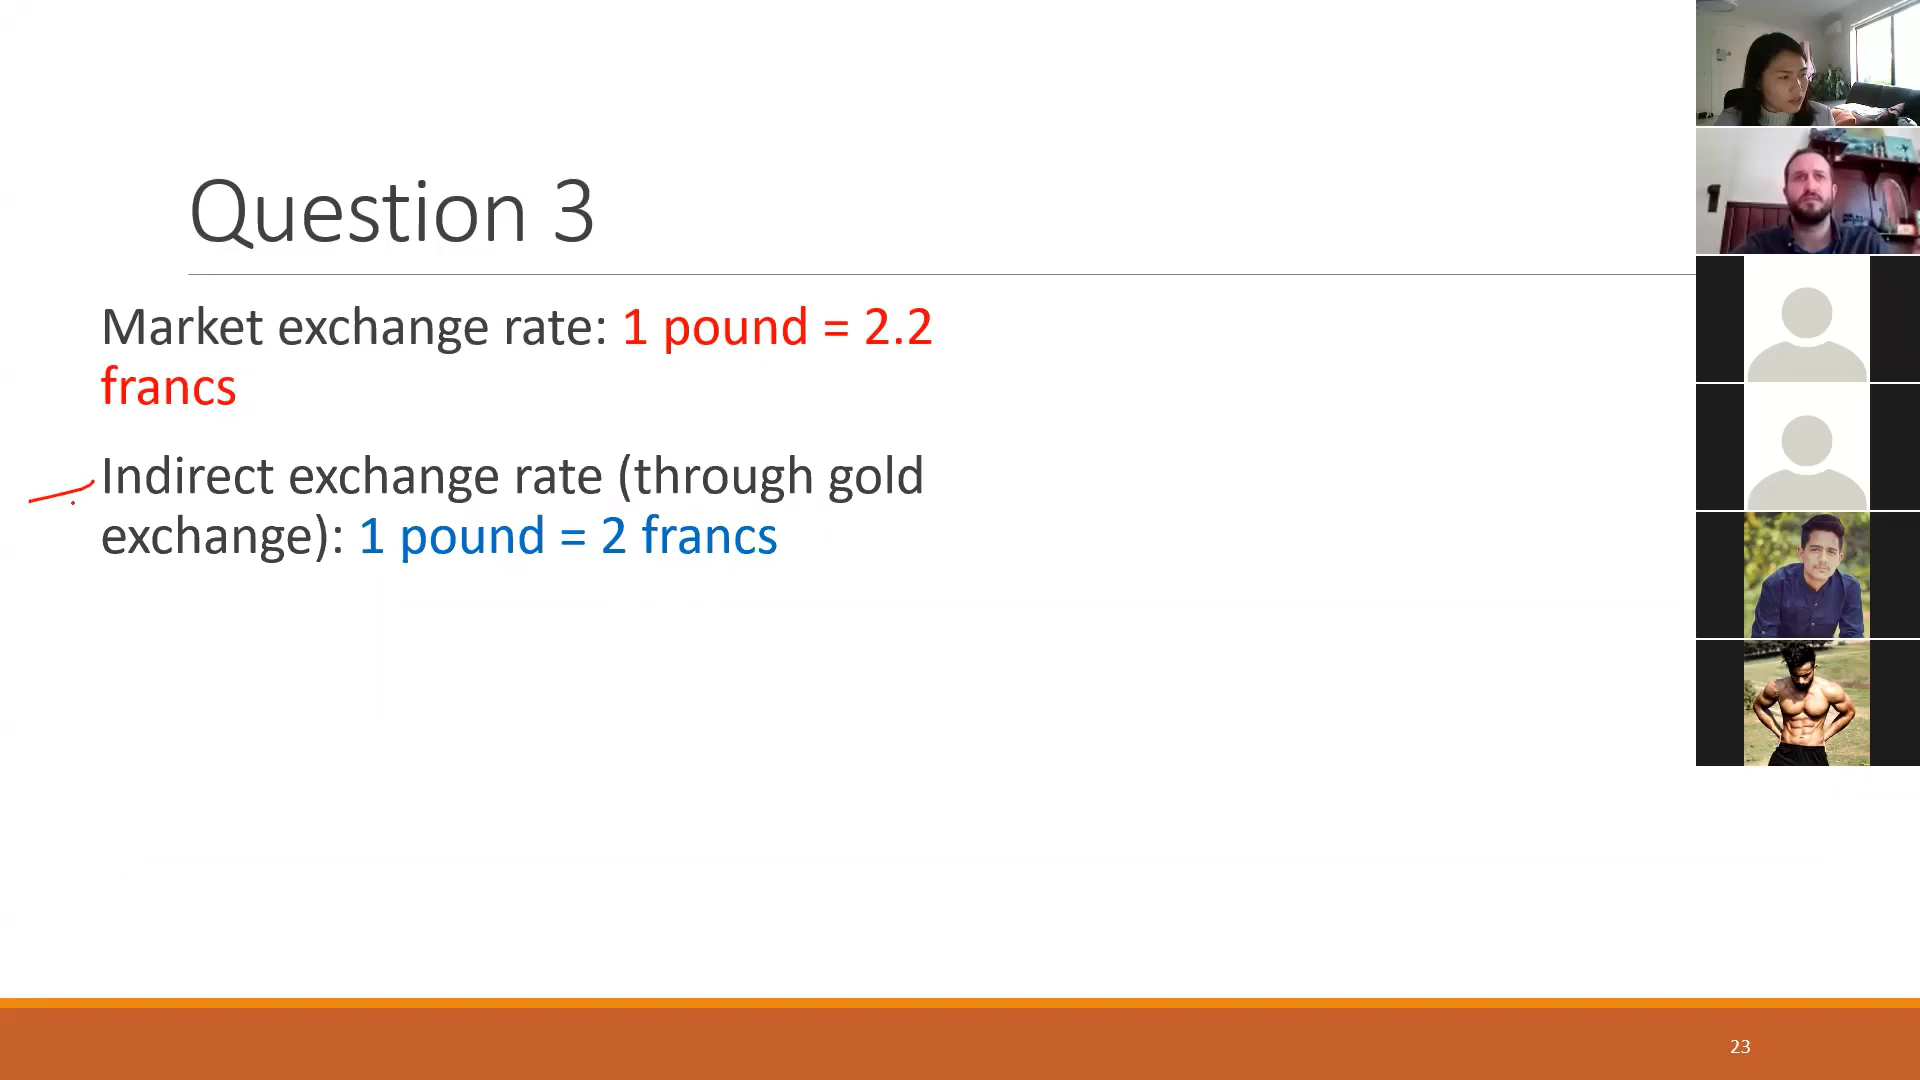 Question 3
Market exchange rate: 1 pound = 2.2
francs
Indirect exchange rate (through gold
exchange): 1 pound = 2 francs
23